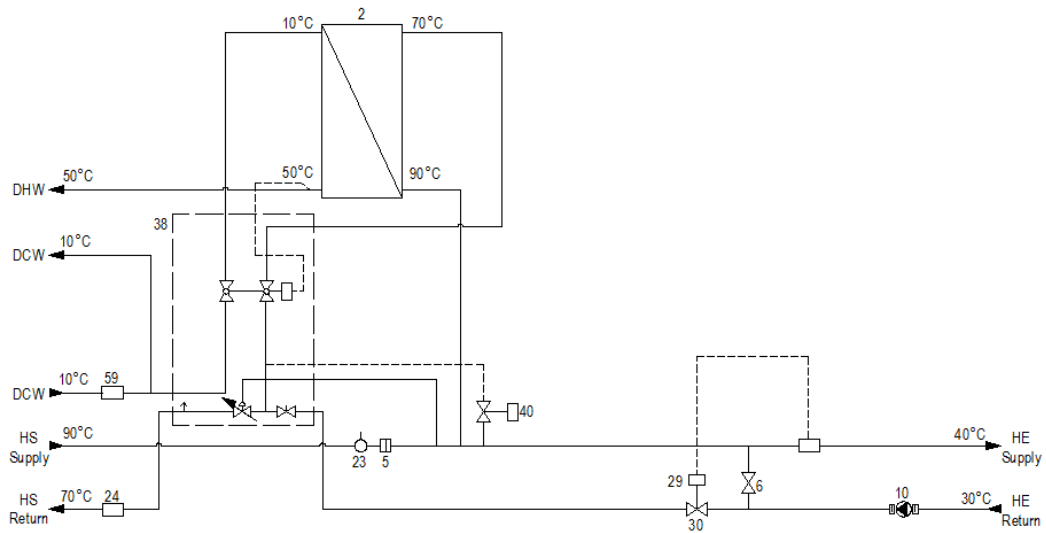 2
10°C
70°C
50°C
90°C
DHW
50°C
38
DCW
10°C
DCW
10°C
59
40
HS
Supply
90°C
23
5
40°C
HE
Supply
29
6
HS
Return
70°C
24
30
10
30°C
HE
Return